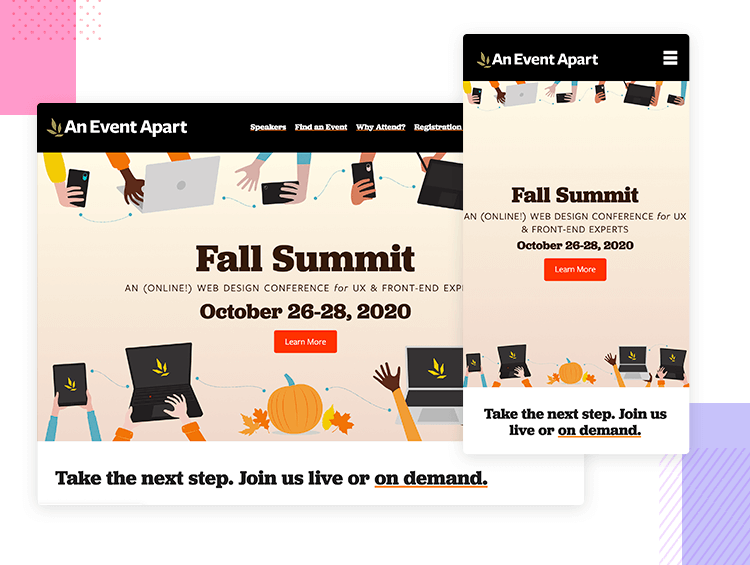 An Event Apart
Speakers Find an Event Why Attend? Registration
Fall Summit
AN (ONLINE!) WEB DESIGN CONFERENCE for UX & FRONT-END
October 26-28, 2020
Learn More
Take the next step. Join us live or on demand.
An Event Apart
Fall Summit
AN (ONLINE!) WEB DESIGN CONFERENCE for UX
& FRONT-END EXPERTS
October 26-28, 2020
Learn More
Take the next step. Join us
live or on demand.